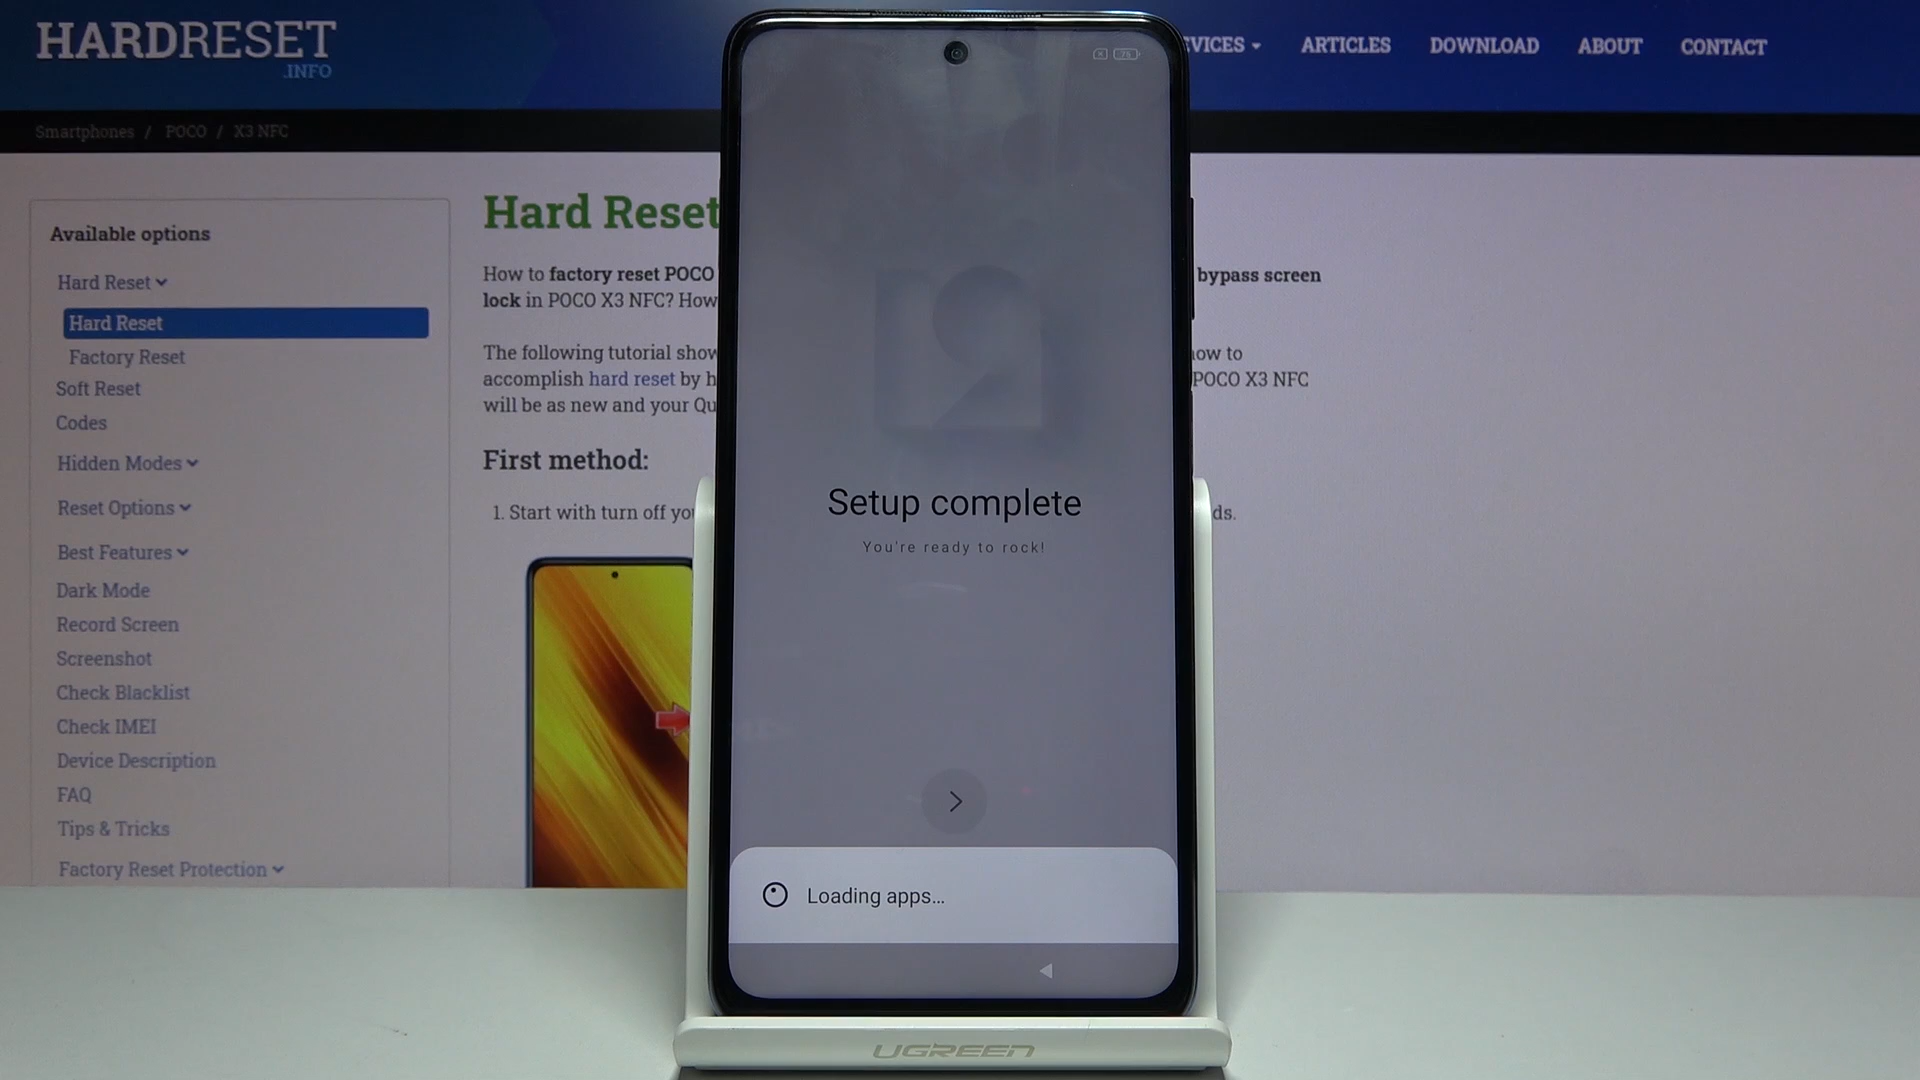 HARDRESET
.INFO
VICES ARTICLES DOWNLOAD ABOUT CONTACT
Smartphones / POCO / X3 NFC
Available options
Hard Reset
Hard Reset
Factory Reset
Soft Reset
Codes
Hidden Modes
Reset Options
Best Features
Dark Mode
Record Screen
Screenshot
Check Blacklist
Check IMEI
Device Description
FAQ
Tips & Tricks
Factory Reset Protection
Hard Reset
How to factory reset POCO bypass screen
lock in POCO X3 NFC? How
The following tutorial show ow to
accomplish hard reset by h POCO X3 NFC
will be as new and your Qu
First method:
1. Start with turn off yo ds.
75
Setup complete
You're ready to rock!
Loading apps...
UGREEN